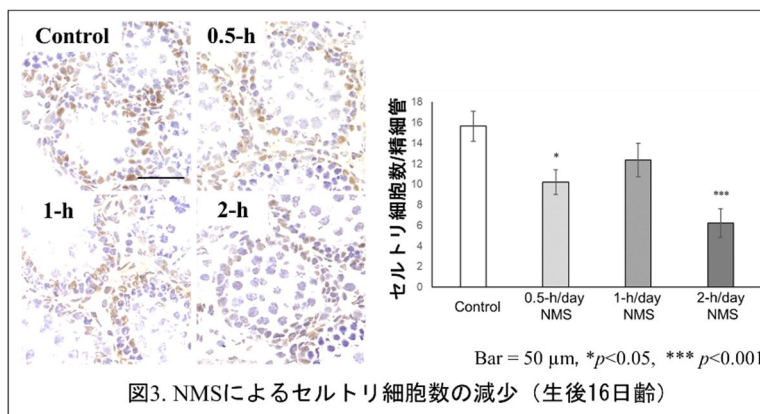 Control
0.5-h
1-h
2-h
セルトリ細胞数/精細管
18
16
14
12
10
8
6
4
2
0
*
***
Control
0.5-h/day
NMS
1-h/day
NMS
2-h/day
NMS
Bar = 50 µm, *p<0.05, *** p<0.001
図3. NMSによるセルトリ細胞数の減少（生後16日齢）